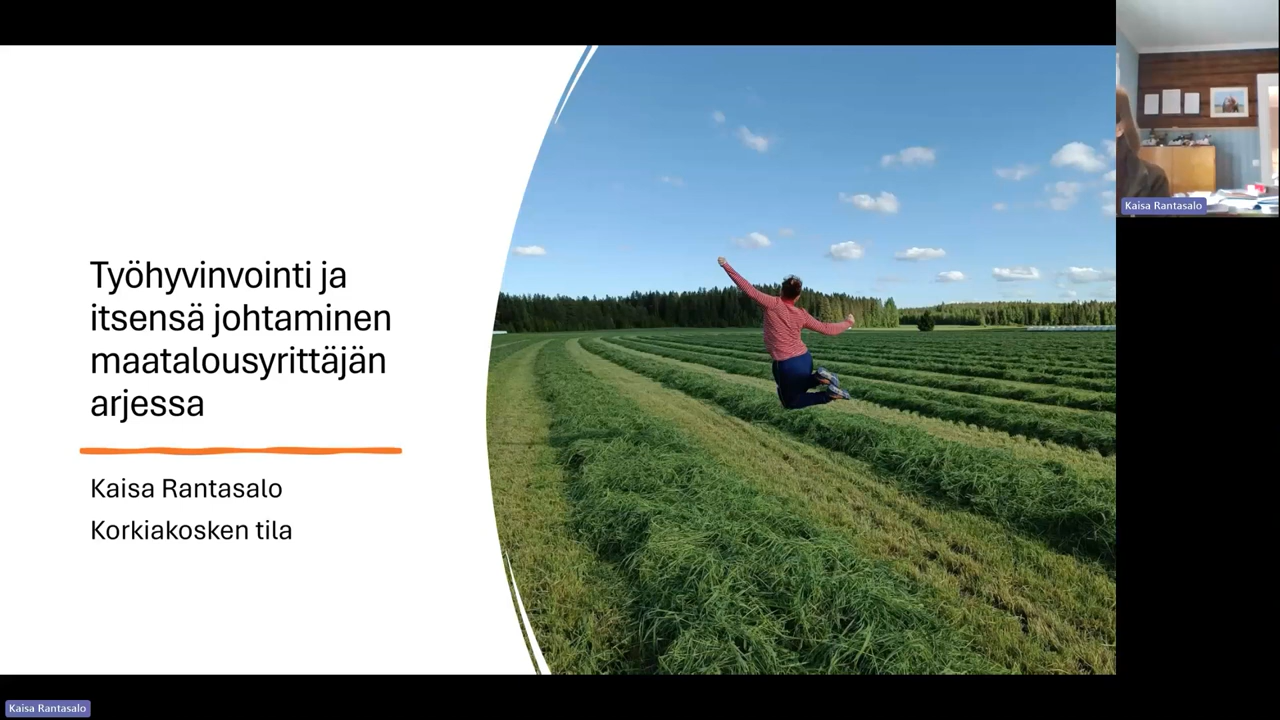 Työhyvinvointi ja
itsensä johtaminen
maatalousyrittäjän
arjessa
Kaisa Rantasalo
Korkiakosken tila
Kaisa Rantasalo
Kaisa Rantasalo